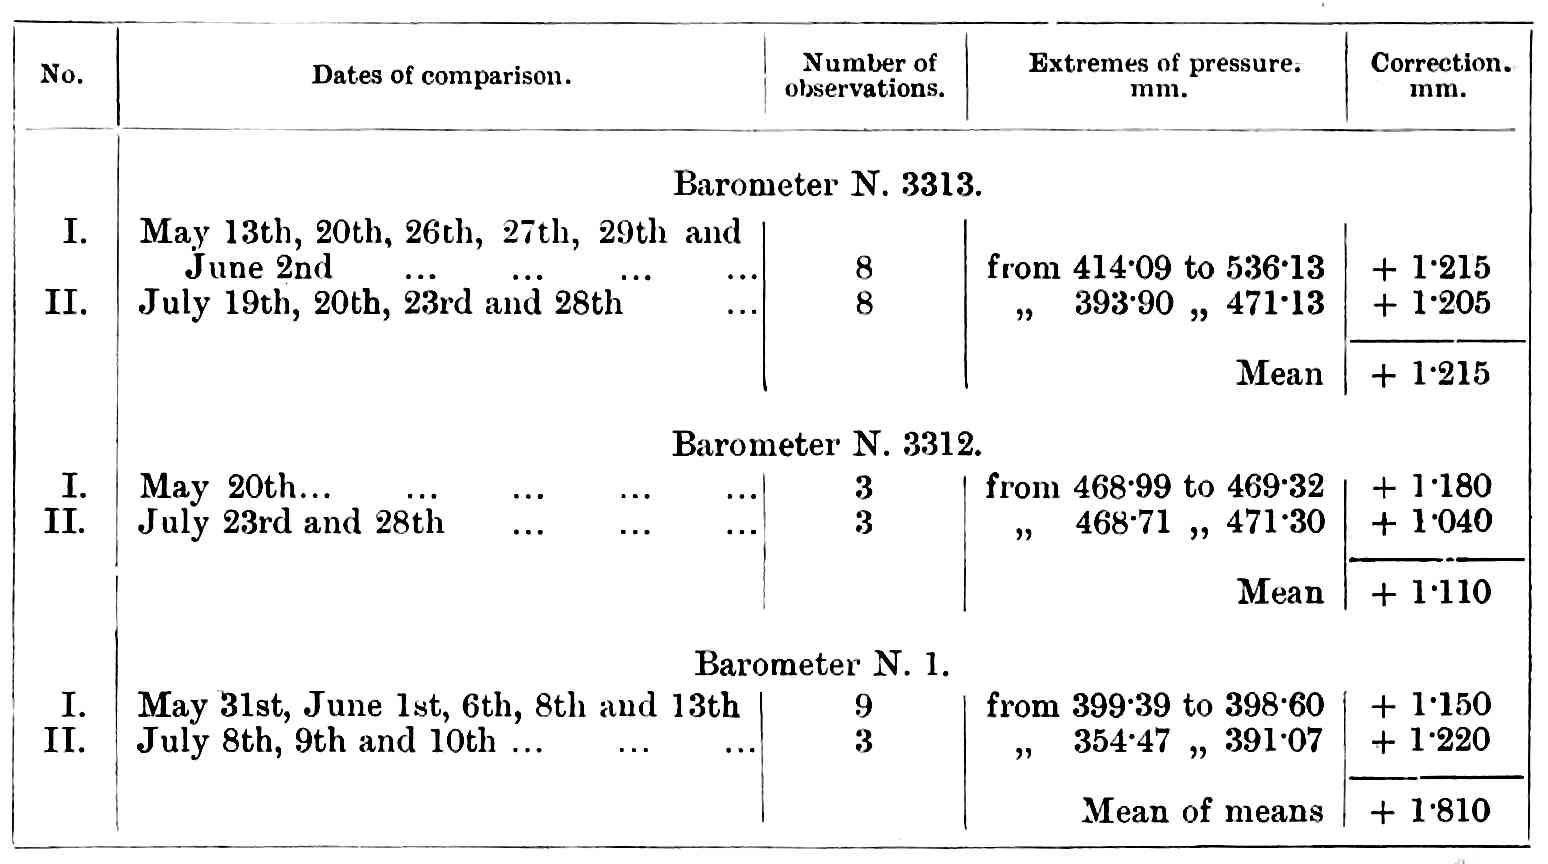 No. Dates of comparison. Number of observations. Extremes of pressure. mm. Correction. mm.
Barometer N. 3313.
I. May 13th, 20th, 26th, 27th, 29th and
June 2nd ... ... ... ... 8 from 414·09 to 536·13 + 1·215
II. July 19th, 20th, 23rd and 28th ... 8 „ 393·90 „ 471·13 + 1·205
Mean + 1·215
Barometer N. 3312.
I. May 20th... ... ... ... ... 3 from 468·99 to 469·32 + 1·180
II. July 23rd and 28th ... ... ... 3 „ 468·71 „ 471·30 + 1·040
Mean + 1·110
Barometer N. 1.
I. May 31st, June 1st, 6th, 8th and 13th 9 from 399·39 to 398·60 + 1·150
II. July 8th, 9th and 10th ... ... ... 3 „ 354·47 „ 391·07 + 1·220
Mean of means + 1·810